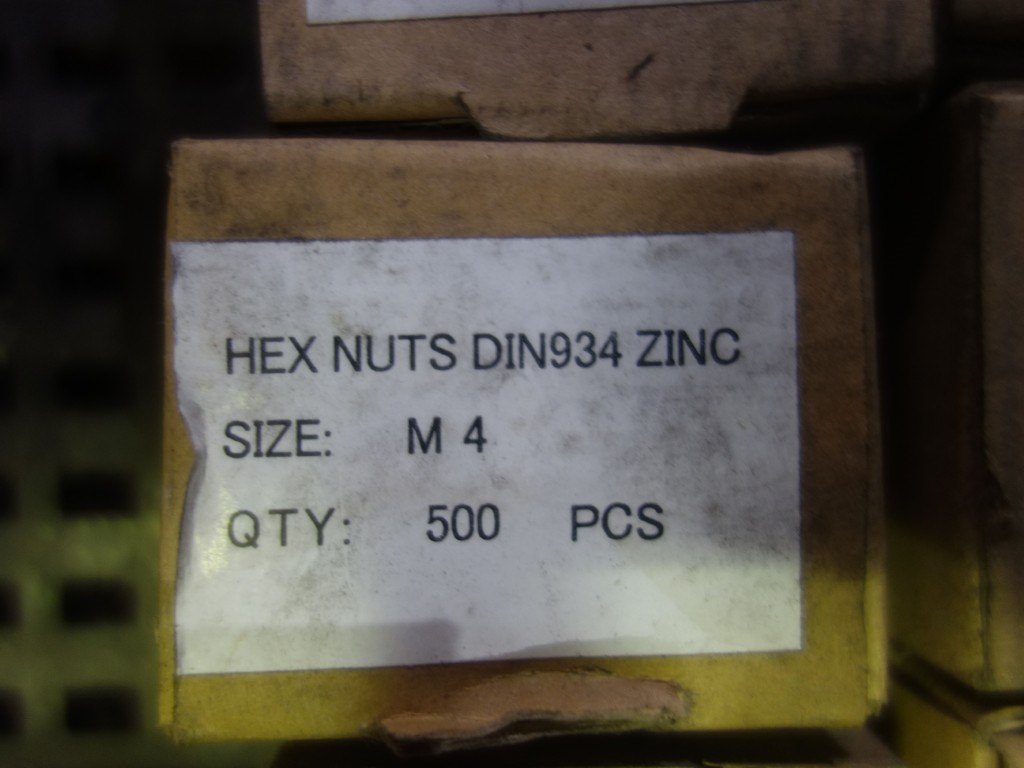 HEX NUTS DIN934 ZINC
SIZE: M 4
QTY: 500 PCS